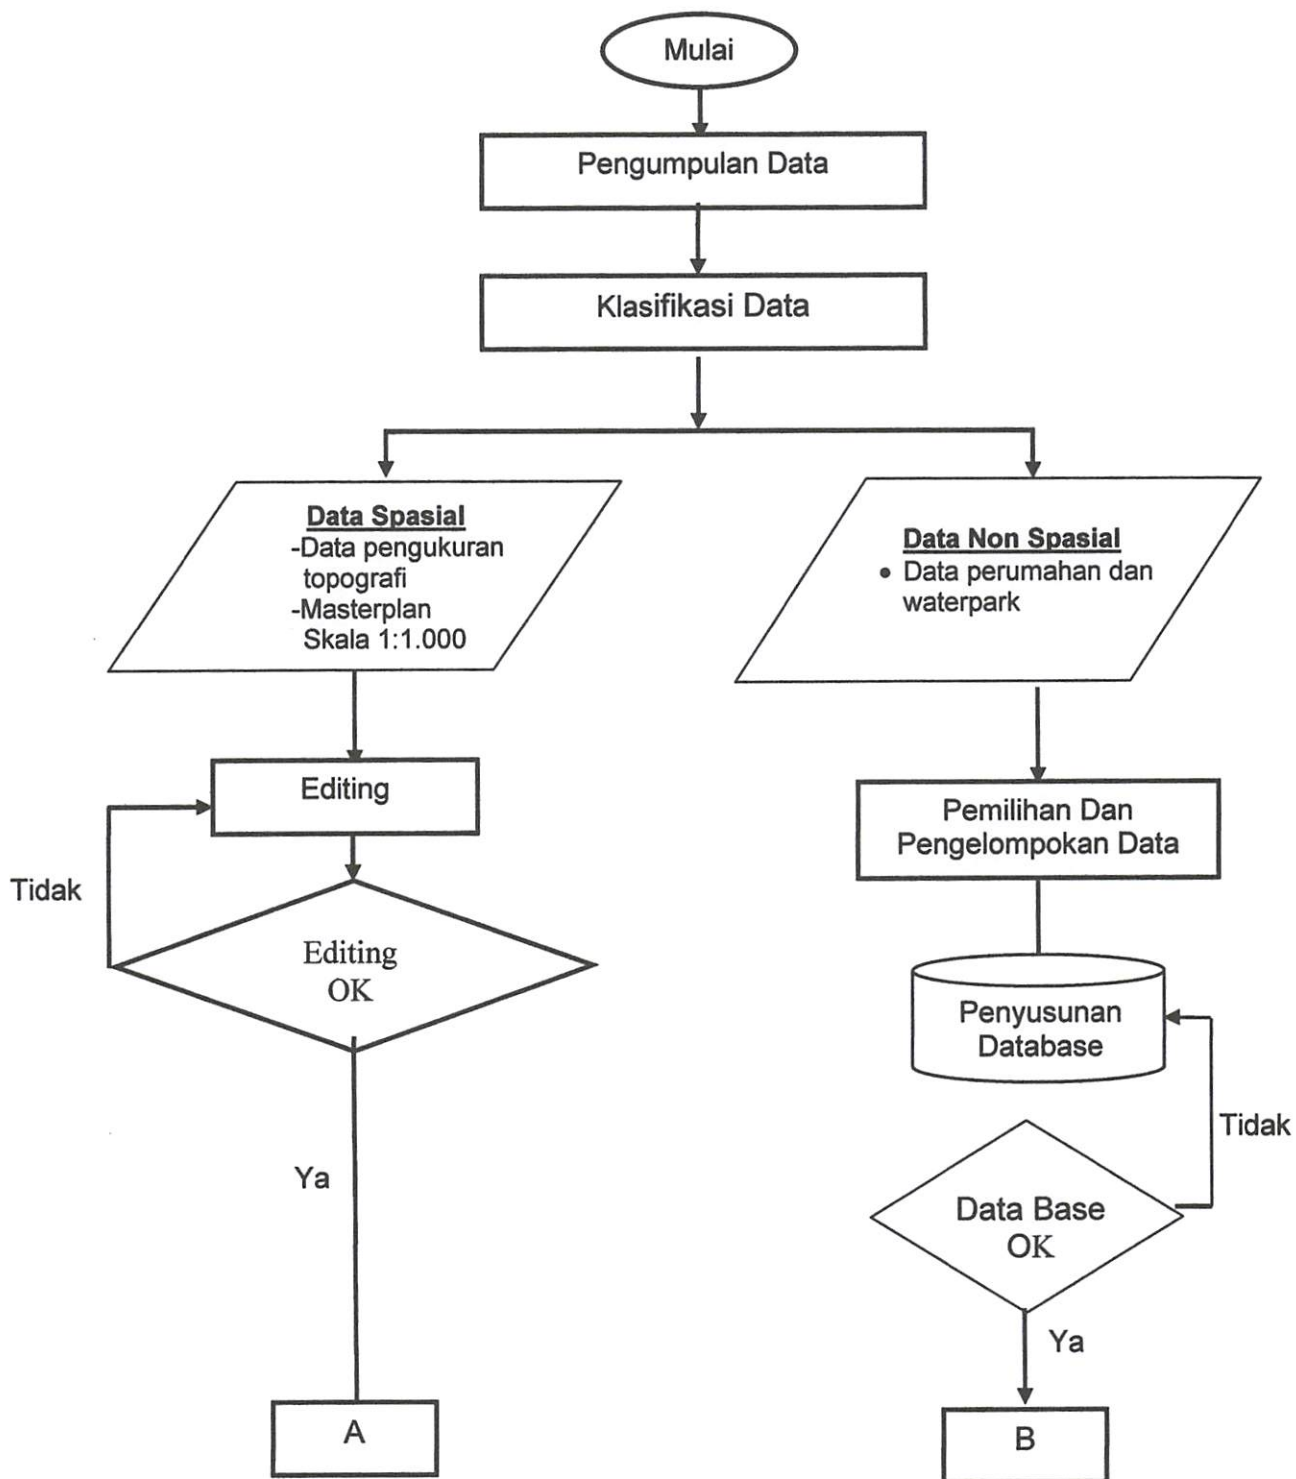 Mulai
Pengumpulan Data
Klasifikasi Data
Data Spasial
-Data pengukuran
topografi
-Masterplan
Skala 1:1.000
Data Non Spasial
• Data perumahan dan
waterpark
Editing
Pemilihan Dan
Pengelompokan Data
Tidak
Editing
OK
Penyusunan
Database
Tidak
Ya
Data Base
OK
Ya
A
B